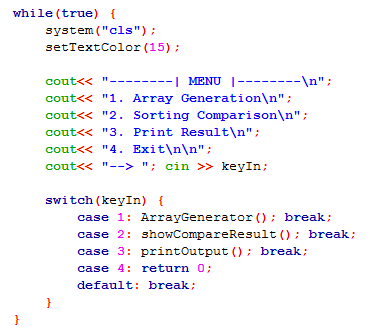 while(true) {
    system("cls");
    setTextColor(15);

    cout<< "--------| MENU |--------\n";
    cout<< "1. Array Generation\n";
    cout<< "2. Sorting Comparison\n";
    cout<< "3. Print Result\n";
    cout<< "4. Exit\n\n";
    cout<< "--> "; cin >> keyIn;

    switch(keyIn) {
        case 1: ArrayGenerator(); break;
        case 2: showCompareResult(); break;
        case 3: printOutput(); break;
        case 4: return 0;
        default: break;
    }
}